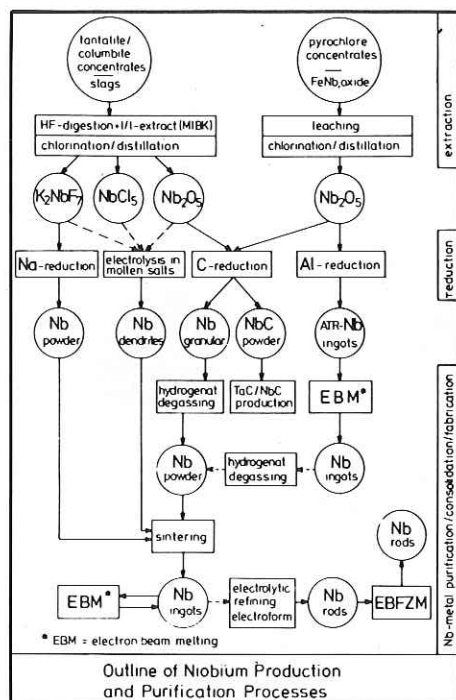 tantalite/
columbite
concentrates
slags
pyrochlore
concentrates
FeNb,oxide
HF-digestion+l/l-extract(MIBK)
chlorination/distillation
leaching
chlorination/distillation
extraction
K₂NbF₇
NbCl₅
Nb₂O₅
Nb₂O₅
Na-reduction
electrolysis in
molten salts
C-reduction
Al-reduction
reduction
Nb
powder
Nb
dendrites
Nb
granular
NbC
powder
ATR-Nb
ingots
hydrogenat
degassing
TaC/NbC
production
EBM*
Nb
powder
hydrogenat
degassing
Nb
ingots
sintering
Nb
rods
EBM*
Nb
ingots
electrolytic
refining
electroform
Nb
rods
EBFZM
Nb-metal purification/consolidation/fabrication
* EBM = electron beam melting
Outline of Niobium Production
and Purification Processes